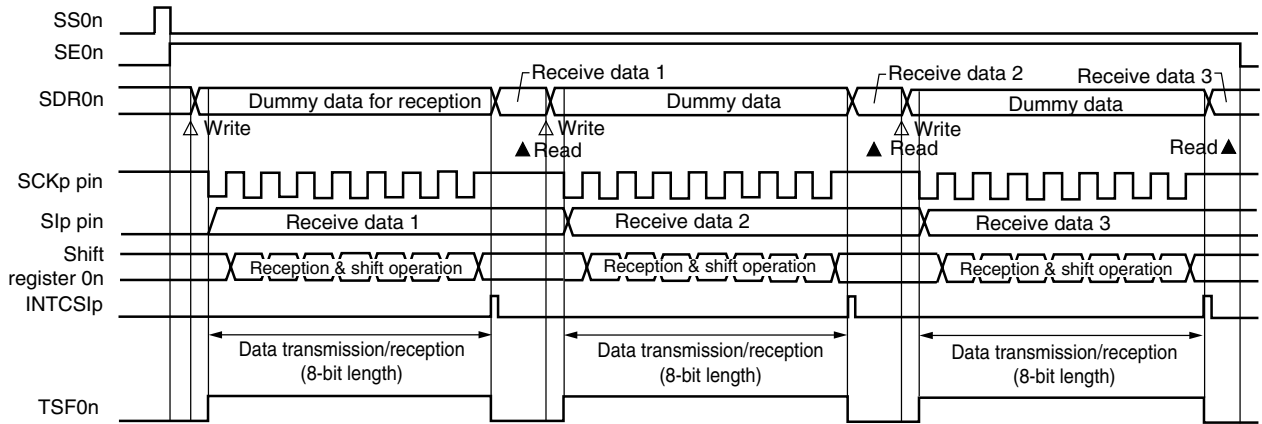 SS0n
SE0n
Receive data 1
Receive data 2
Receive data 3
SDR0n
Dummy data for reception
Dummy data
Dummy data
Write
Write
Write
Read
Read
Read
SCKp pin
SIp pin
Receive data 1
Receive data 2
Receive data 3
Shift
register 0n
Reception & shift operation
Reception & shift operation
Reception & shift operation
INTCSIp
Data transmission/reception
(8-bit length)
Data transmission/reception
(8-bit length)
Data transmission/reception
(8-bit length)
TSF0n